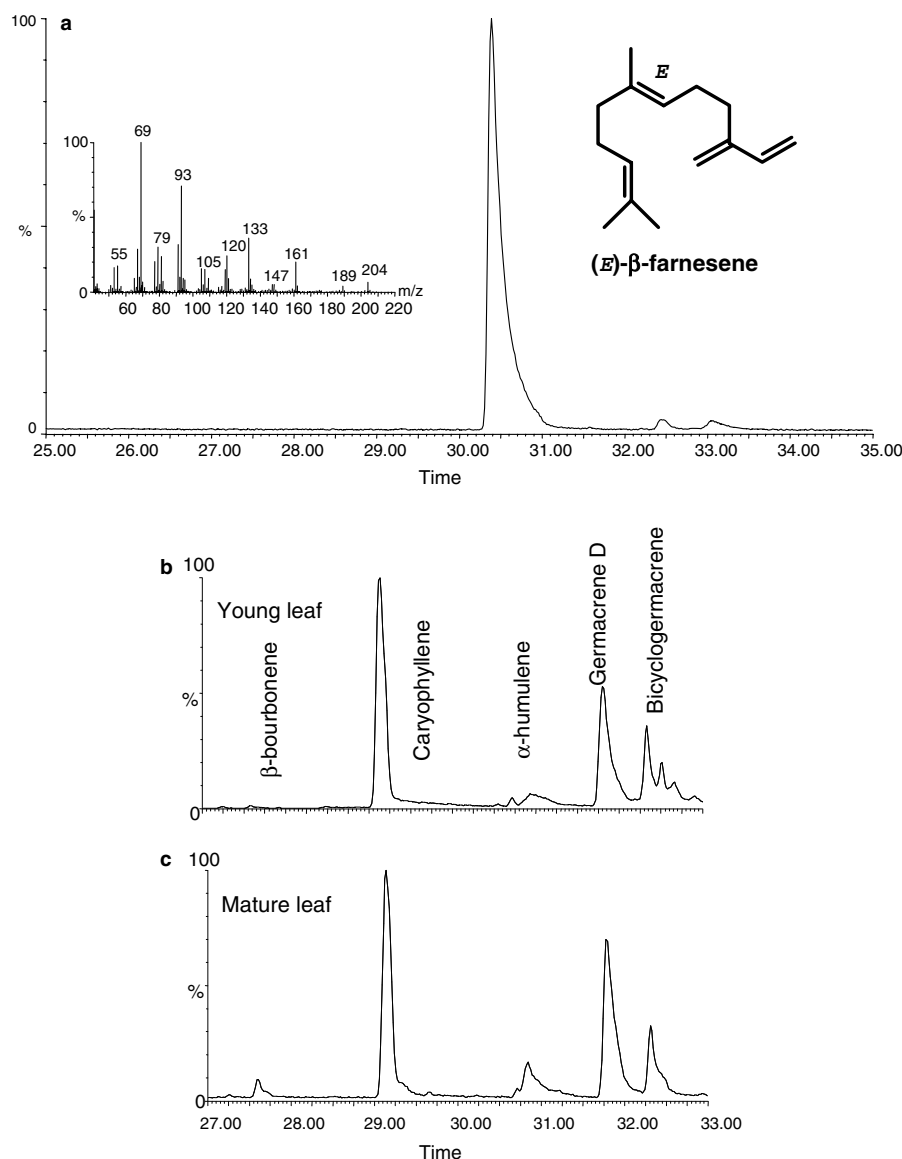 100
a
%
0
25.00 26.00 27.00 28.00 29.00 30.00 31.00 32.00 33.00 34.00 35.00
Time
100
%
0
69
93
55
79
105
120
133
147
161
189
204
m/z
60 80 100 120 140 160 180 200 220
E
(E)-β-farnesene
b
100
Young leaf
%
0
β-bourbonene
Caryophyllene
α-humulene
Germacrene D
Bicyclogermacrene
c
100
Mature leaf
%
0
27.00 28.00 29.00 30.00 31.00 32.00 33.00
Time